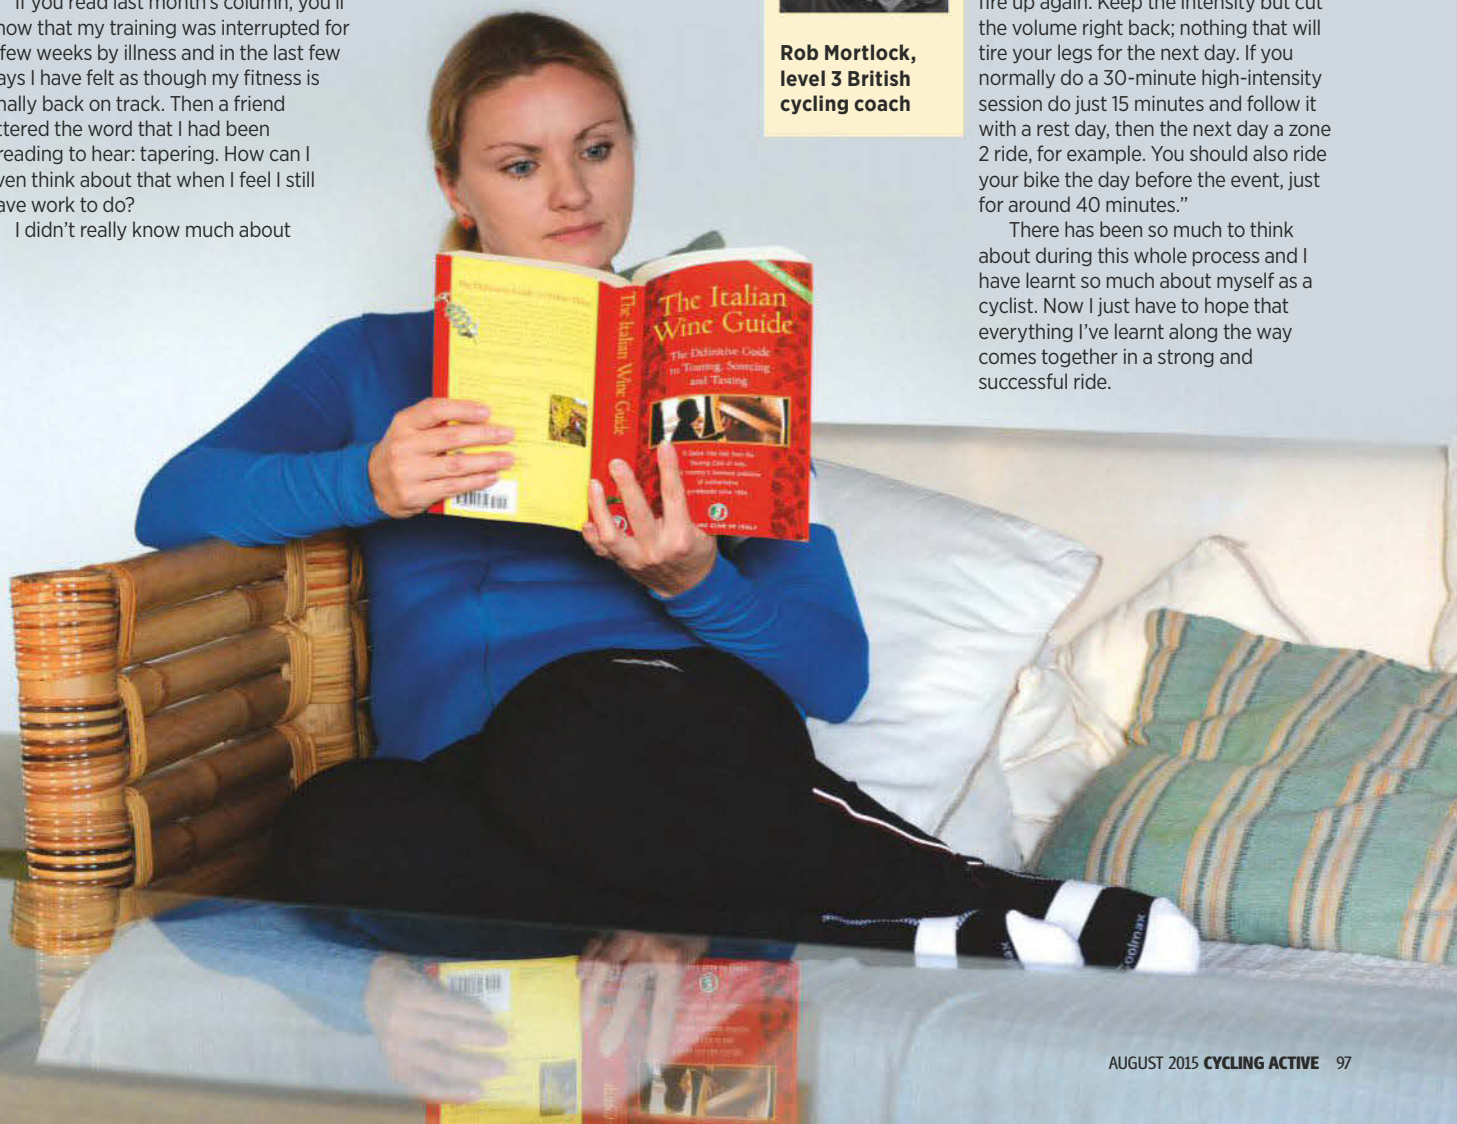 If you read last month's column, you'll
now that my training was interrupted for
few weeks by illness and in the last few
ays I have felt as though my fitness is
nally back on track. Then a friend
ttered the word that I had been
reading to hear: tapering. How can I
ven think about that when I feel I still
ave work to do?
I didn't really know much about
Rob Mortlock,
level 3 British
cycling coach
fire up again. Keep the intensity but cut
the volume right back; nothing that will
tire your legs for the next day. If you
normally do a 30-minute high-intensity
session do just 15 minutes and follow it
with a rest day, then the next day a zone
2 ride, for example. You should also ride
your bike the day before the event, just
for around 40 minutes.”
There has been so much to think
about during this whole process and I
have learnt so much about myself as a
cyclist. Now I just have to hope that
everything I've learnt along the way
comes together in a strong and
successful ride.
The Italian Wine Guide
The Italian
Wine Guide
The Definitive Guide
to Touring, Sourcing
and Tasting
oolmax
AUGUST 2015 CYCLING ACTIVE 97